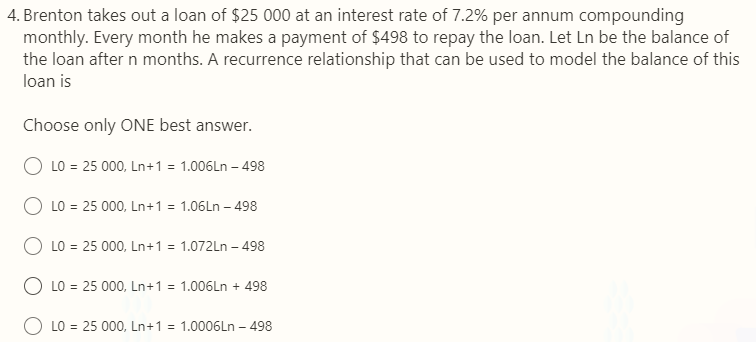 4. Brenton takes out a loan of $25 000 at an interest rate of 7.2% per annum compounding
monthly. Every month he makes a payment of $498 to repay the loan. Let Ln be the balance of
the loan after n months. A recurrence relationship that can be used to model the balance of this
loan is
Choose only ONE best answer.
L0 = 25 000, Ln+1 = 1.006Ln – 498
L0 = 25 000, Ln+1 = 1.06Ln – 498
L0 = 25 000, Ln+1 = 1.072Ln – 498
L0 = 25 000, Ln+1 = 1.006Ln + 498
L0 = 25 000, Ln+1 = 1.0006Ln – 498